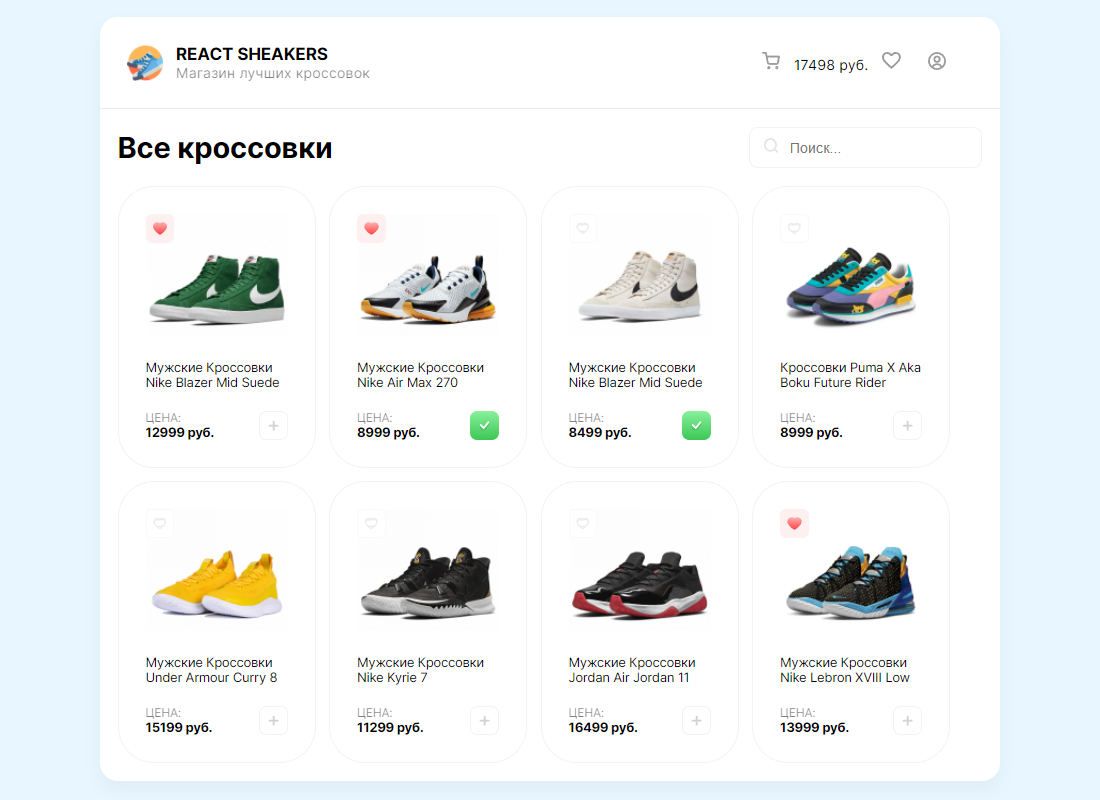 REACT SHEAKERS
Магазин лучших кроссовок
17498 руб.
Все кроссовки
Поиск...
Мужские Кроссовки
Nike Blazer Mid Suede
ЦЕНА:
12999 руб.
Мужские Кроссовки
Nike Air Max 270
ЦЕНА:
8999 руб.
Мужские Кроссовки
Nike Blazer Mid Suede
ЦЕНА:
8499 руб.
Кроссовки Puma X Aka
Boku Future Rider
ЦЕНА:
8999 руб.
Мужские Кроссовки
Under Armour Curry 8
ЦЕНА:
15199 руб.
Мужские Кроссовки
Nike Kyrie 7
ЦЕНА:
11299 руб.
Мужские Кроссовки
Jordan Air Jordan 11
ЦЕНА:
16499 руб.
Мужские Кроссовки
Nike Lebron XVIII Low
ЦЕНА:
13999 руб.